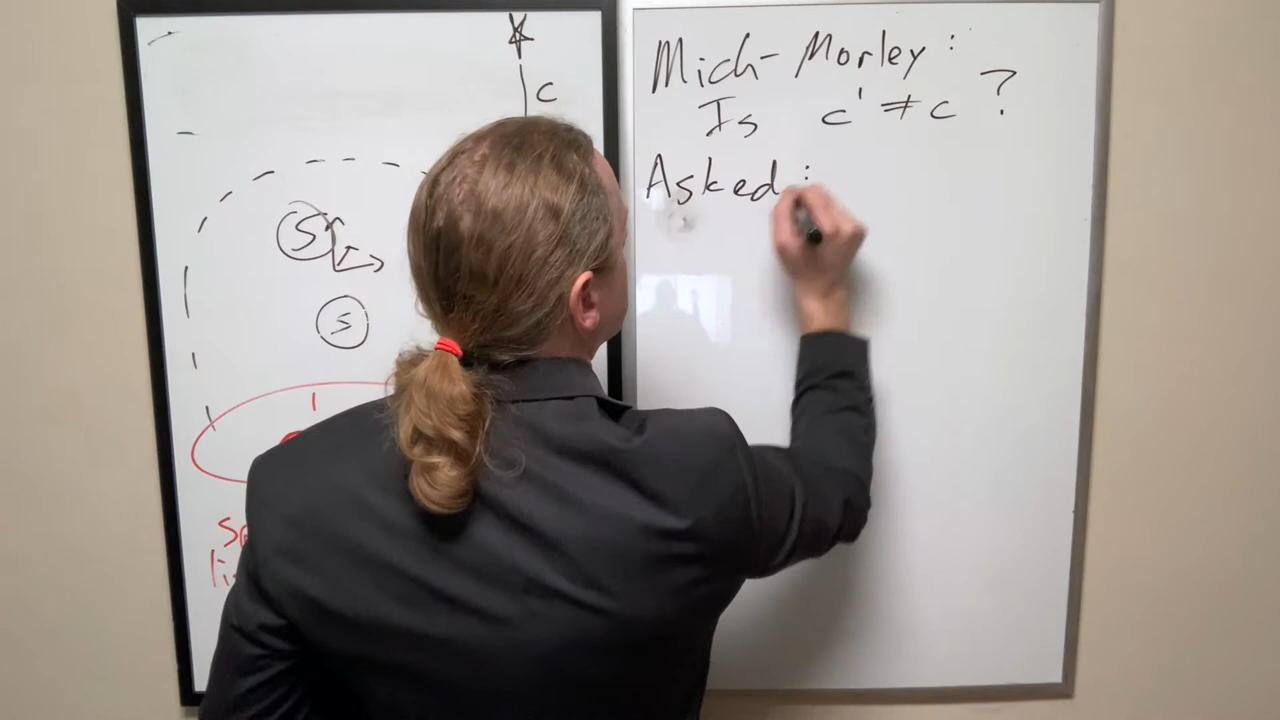 C
S
S
Mich-Morley:
Is c' ≠ c ?
Asked: